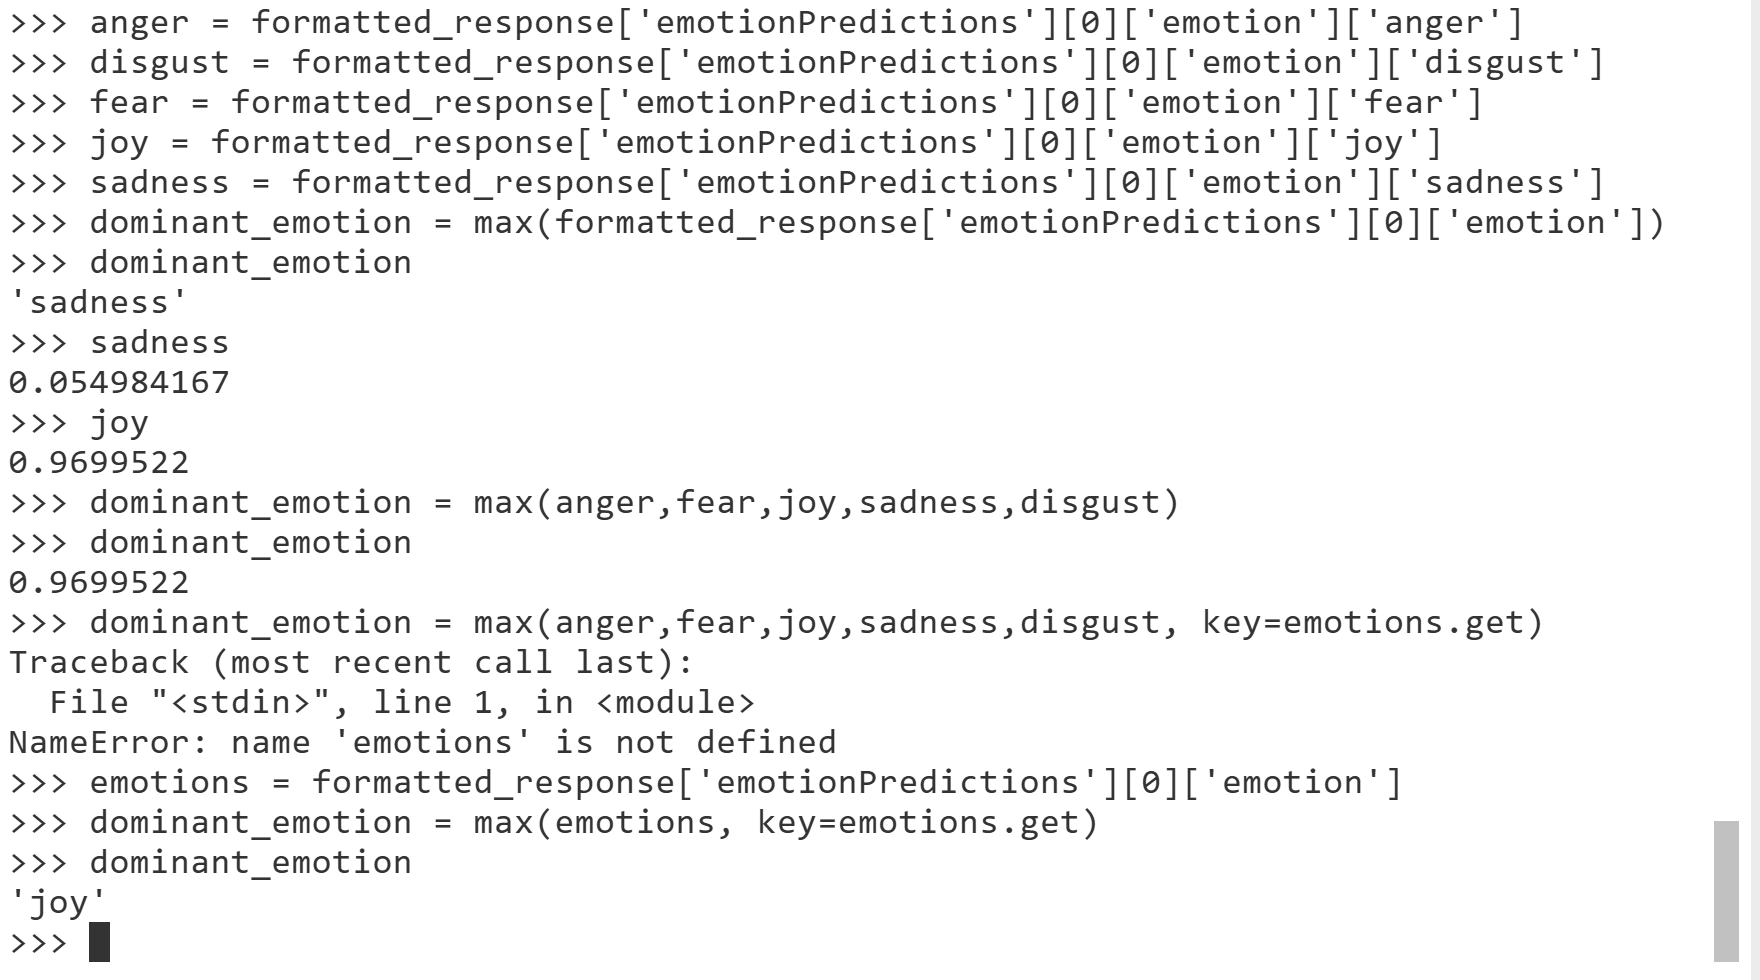 >>> anger = formatted_response['emotionPredictions'][0]['emotion']['anger']
>>> disgust = formatted_response['emotionPredictions'][0]['emotion']['disgust']
>>> fear = formatted_response['emotionPredictions'][0]['emotion']['fear']
>>> joy = formatted_response['emotionPredictions'][0]['emotion']['joy']
>>> sadness = formatted_response['emotionPredictions'][0]['emotion']['sadness']
>>> dominant_emotion = max(formatted_response['emotionPredictions'][0]['emotion'])
>>> dominant_emotion
'sadness'
>>> sadness
0.054984167
>>> joy
0.9699522
>>> dominant_emotion = max(anger,fear,joy,sadness,disgust)
>>> dominant_emotion
0.9699522
>>> dominant_emotion = max(anger,fear,joy,sadness,disgust, key=emotions.get)
Traceback (most recent call last):
  File "<stdin>", line 1, in <module>
NameError: name 'emotions' is not defined
>>> emotions = formatted_response['emotionPredictions'][0]['emotion']
>>> dominant_emotion = max(emotions, key=emotions.get)
>>> dominant_emotion
'joy'
>>>